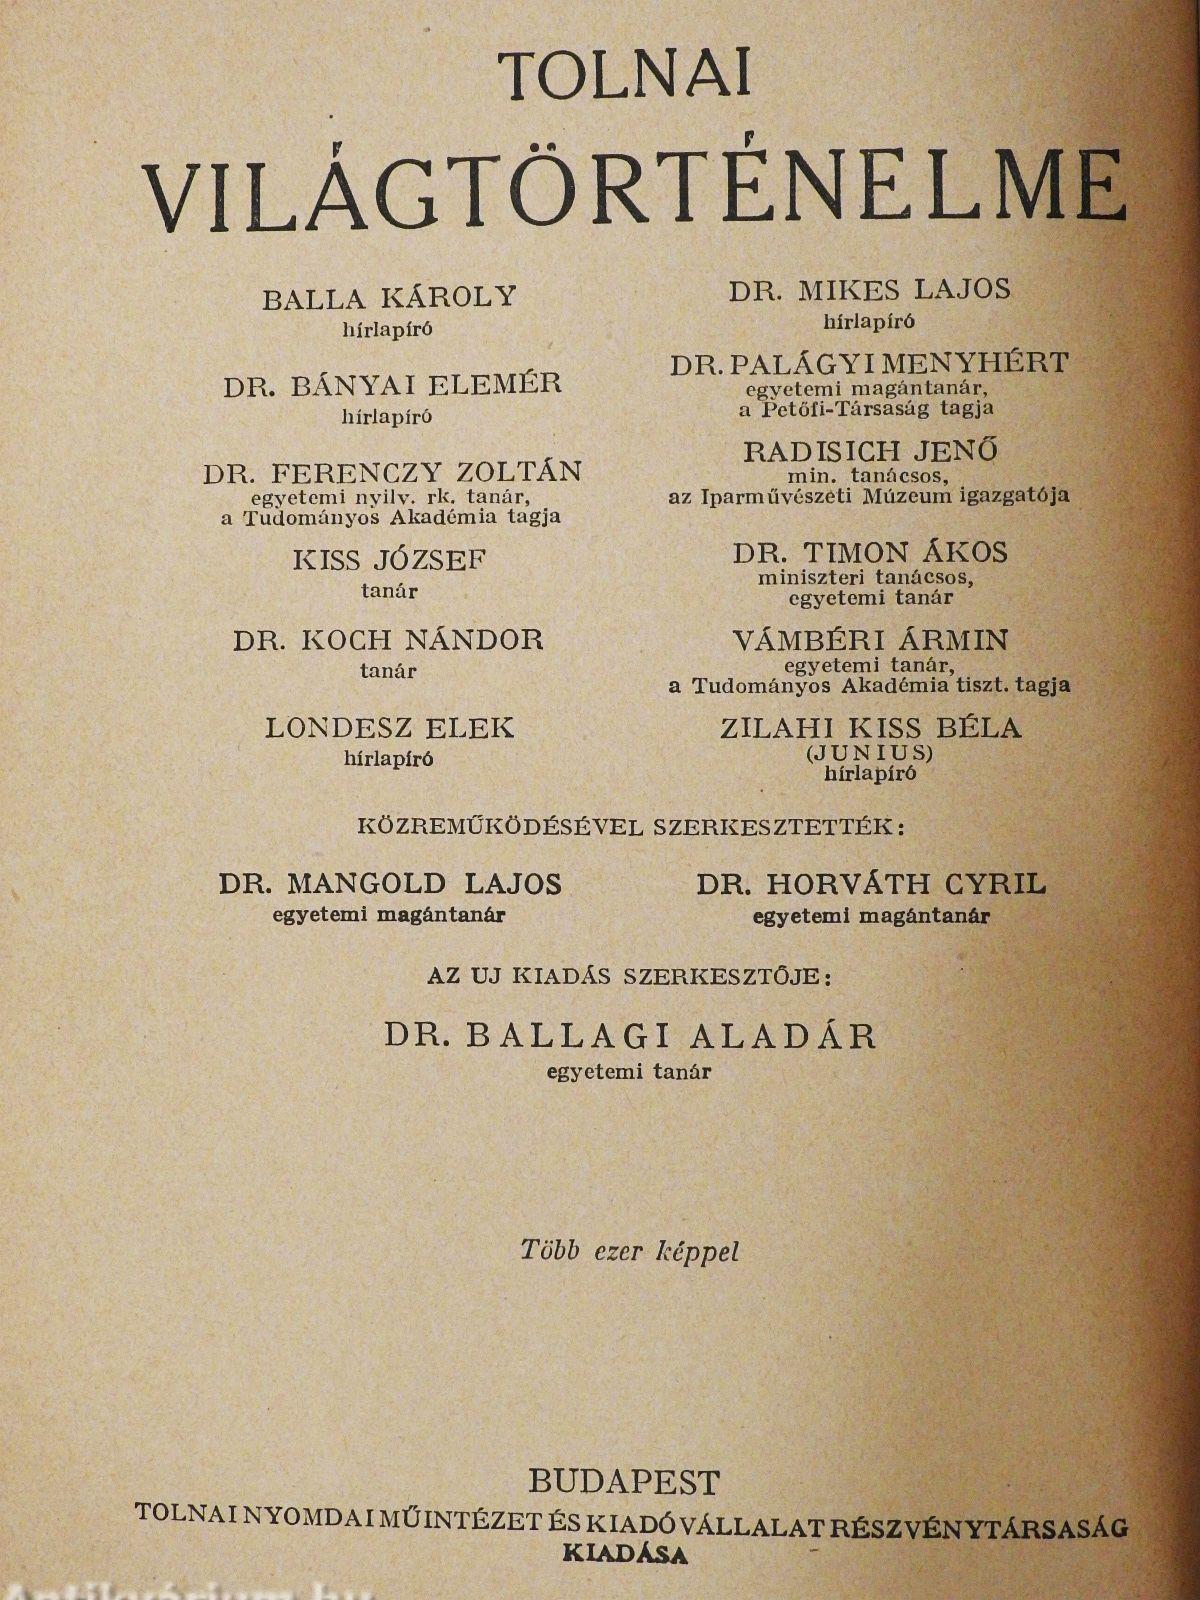 TOLNAI
VILÁGTÖRTÉNELME
BALLA KÁROLY
hírlapíró
DR. BÁNYAI ELEMÉR
hírlapíró
DR. FERENCZY ZOLTÁN
egyetemi nyilv. rk. tanár,
a Tudományos Akadémia tagja
KISS JÓZSEF
tanár
DR. KOCH NÁNDOR
tanár
LONDESZ ELEK
hírlapíró
DR. MIKES LAJOS
hírlapíró
DR. PALÁGYI MENYHÉRT
egyetemi magántanár,
a Petőfi-Társaság tagja
RADISICH JENŐ
min. tanácsos,
az Iparművészeti Múzeum igazgatója
DR. TIMON ÁKOS
miniszteri tanácsos,
egyetemi tanár
VÁMBÉRI ÁRMIN
egyetemi tanár,
a Tudományos Akadémia tiszt. tagja
ZILAHI KISS BÉLA
(JUNIUS)
hírlapíró
KÖZREMŰKÖDÉSÉVEL SZERKESZTETTÉK:
DR. MANGOLD LAJOS
egyetemi magántanár
DR. HORVÁTH CYRIL
egyetemi magántanár
AZ UJ KIADÁS SZERKESZTŐJE:
DR. BALLAGI ALADÁR
egyetemi tanár
Több ezer képpel
BUDAPEST
TOLNAI NYOMDAI MŰINTÉZET ÉS KIADÓVÁLLALAT RÉSZVÉNYTÁRSASÁG
KIADÁSA
Antikvárium.hu